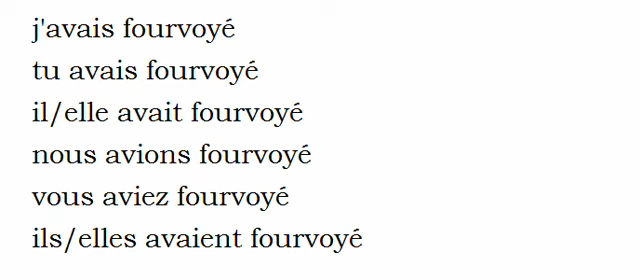 j'avais fourvoyé
tu avais fourvoyé
il/elle avait fourvoyé
nous avions fourvoyé
vous aviez fourvoyé
ils/elles avaient fourvoyé